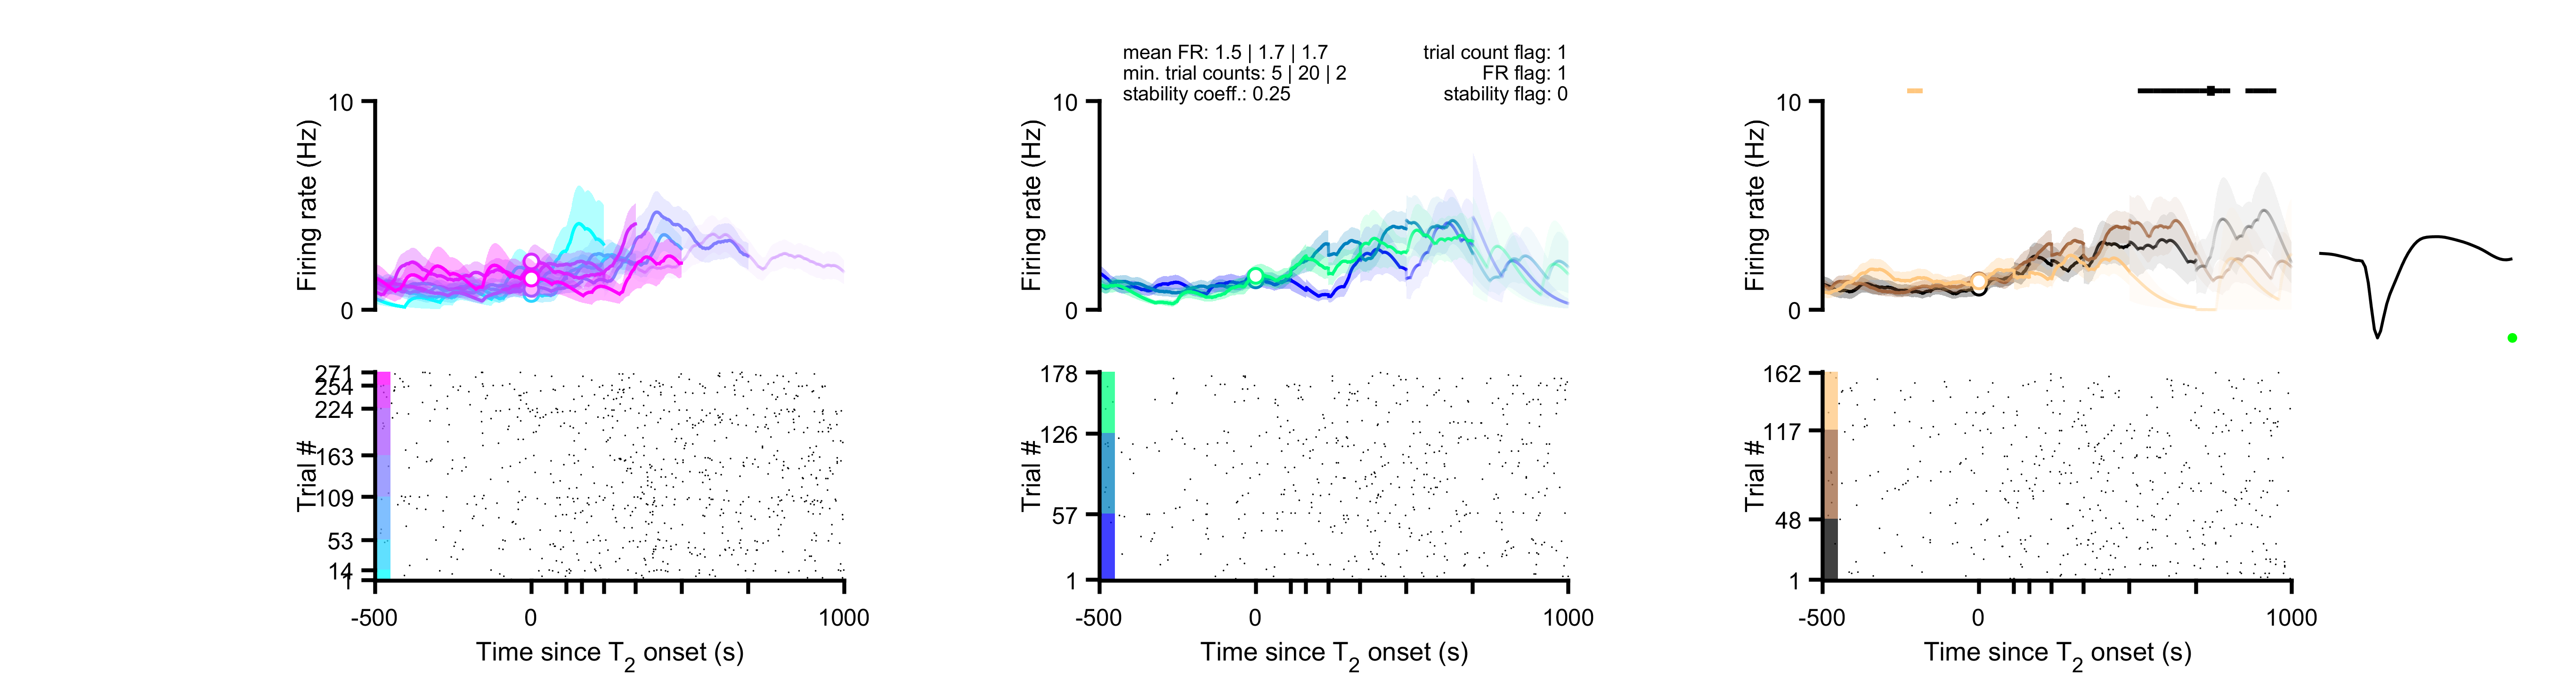 mean FR: 1.5 | 1.7 | 1.7
min. trial counts: 5 | 20 | 2
stability coeff.: 0.25
trial count flag: 1
FR flag: 1
stability flag: 0
10
0
Firing rate (Hz)
10
0
Firing rate (Hz)
10
0
Firing rate (Hz)
271
254
224
163
109
53
14
1
Trial #
-500
0
1000
Time since T2 onset (s)
178
126
57
1
Trial #
-500
0
1000
Time since T2 onset (s)
162
117
48
1
Trial #
-500
0
1000
Time since T2 onset (s)